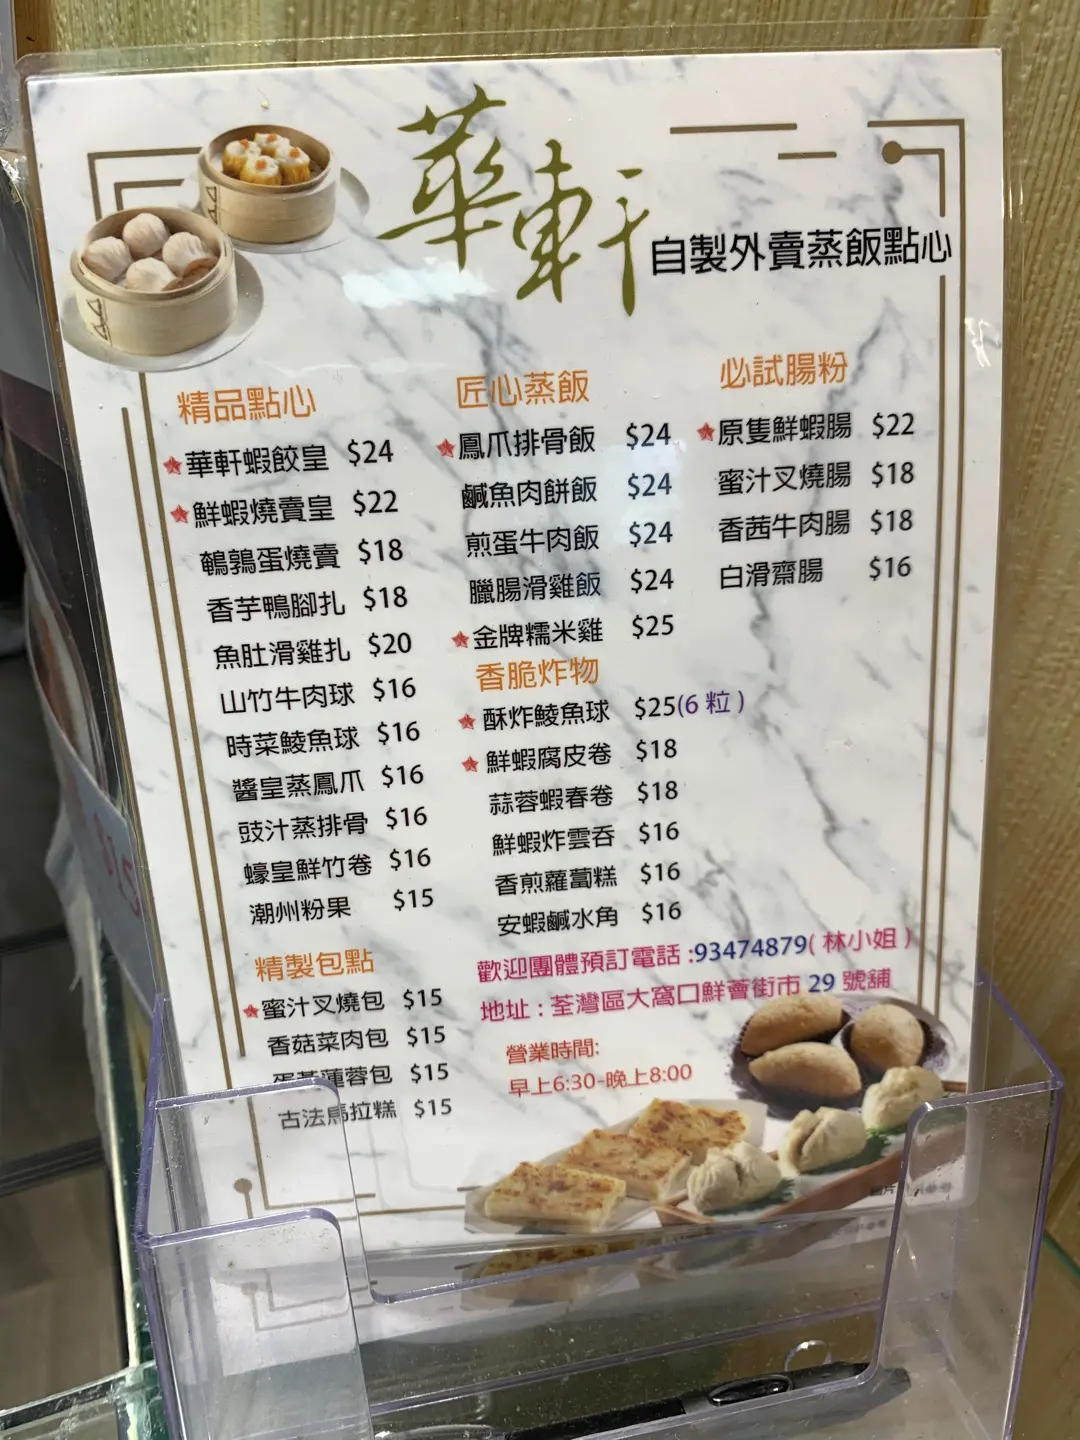 華軒
自製外賣蒸飯點心
精品點心
華軒蝦餃皇 $24
鮮蝦燒賣皇 $22
鵪鶉蛋燒賣 $18
香芋鴨腳扎 $18
魚肚滑雞扎 $20
山竹牛肉球 $16
時菜鯪魚球 $16
醬皇蒸鳳爪 $16
豉汁蒸排骨 $16
蠔皇鮮竹卷 $16
潮州粉果 $15
精製包點
蜜汁叉燒包 $15
香菇菜肉包 $15
蛋黃蓮蓉包 $15
古法馬拉糕 $15
匠心蒸飯
鳳爪排骨飯 $24
鹹魚肉餅飯 $24
煎蛋牛肉飯 $24
臘腸滑雞飯 $24
金牌糯米雞 $25
香脆炸物
酥炸鯪魚球 $25(6 粒)
鮮蝦腐皮卷 $18
蒜蓉蝦春卷 $18
鮮蝦炸雲吞 $16
香煎蘿蔔糕 $16
安蝦鹹水角 $16
必試腸粉
原隻鮮蝦腸 $22
蜜汁叉燒腸 $18
香茜牛肉腸 $18
白滑齋腸 $16
歡迎團體預訂電話 :93474879( 林小姐 )
地址 : 荃灣區大窩口鮮薈街市 29 號舖
營業時間:
早上6:30-晚上8:00
$15